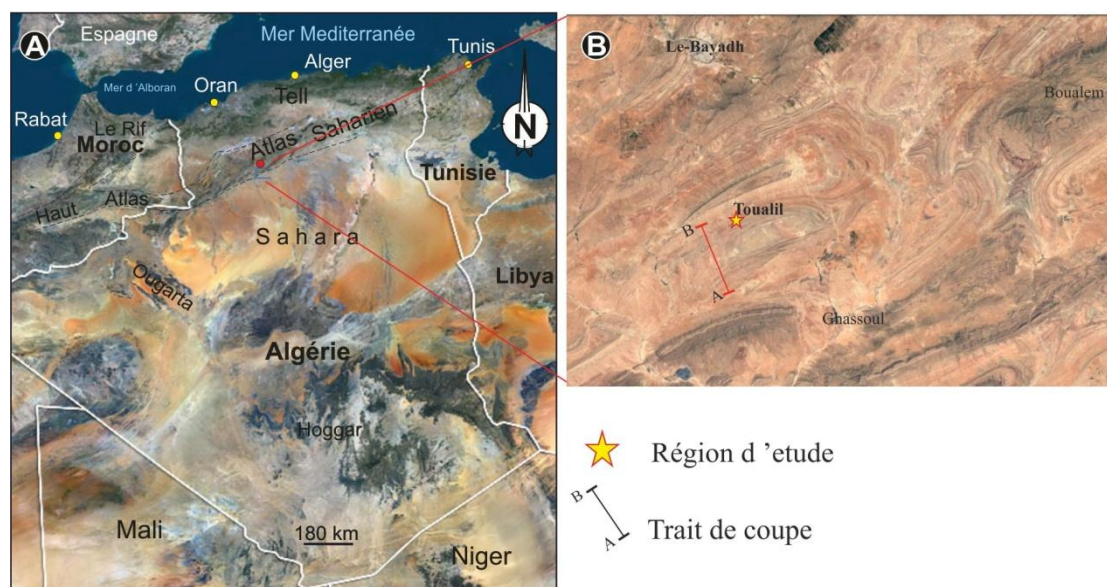 A
Espagne
Mer Mediterranée
Tunis
Alger
Mer d 'Alboran
Oran
Tell
N
Rabat
Le Rif
Moroc
Atlas Saharien
Tunisie
Haut Atlas
Sahara
Libya
Ougarta
Algérie
Hoggar
Mali
180 km
Niger
B
Le-Bayadh
Boualem
Toualil
B
A
Ghassoul
Région d 'etude
B
A
Trait de coupe